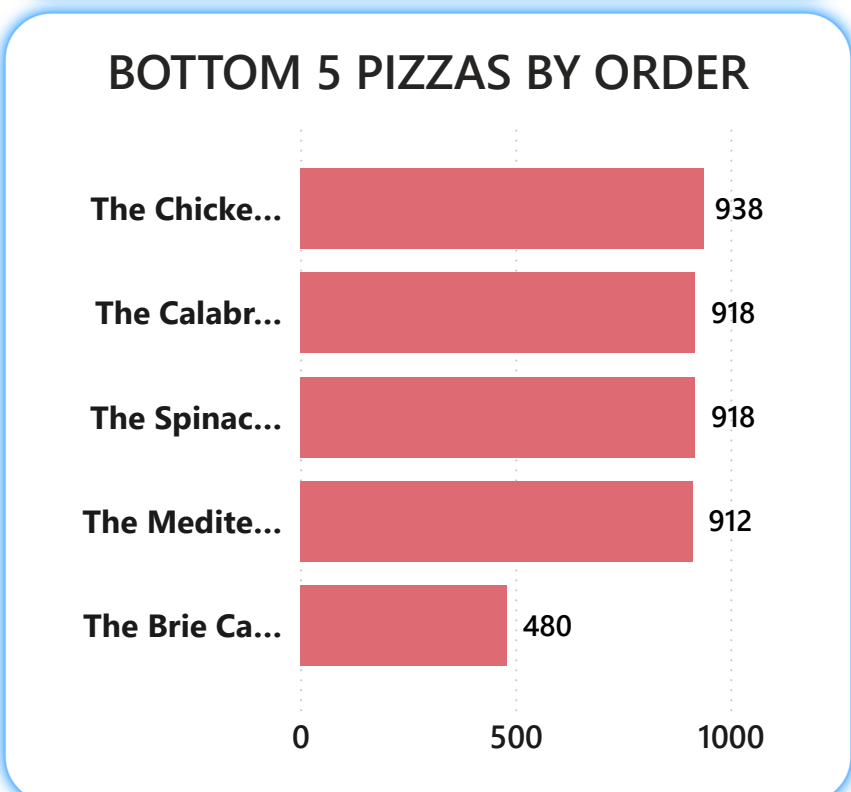 BOTTOM 5 PIZZAS BY ORDER
The Chicke... 938
The Calabr... 918
The Spinac... 918
The Medite... 912
The Brie Ca... 480
0 500 1000